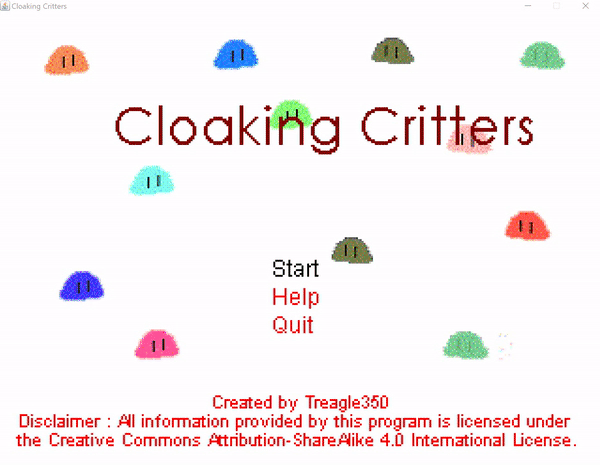 Cloaking Critters
Cloaking Critters
Start
Help
Quit
Created by Treagle350
Disclaimer : All information provided by this program is licensed under
the Creative Commons Attribution-ShareAlike 4.0 International License.